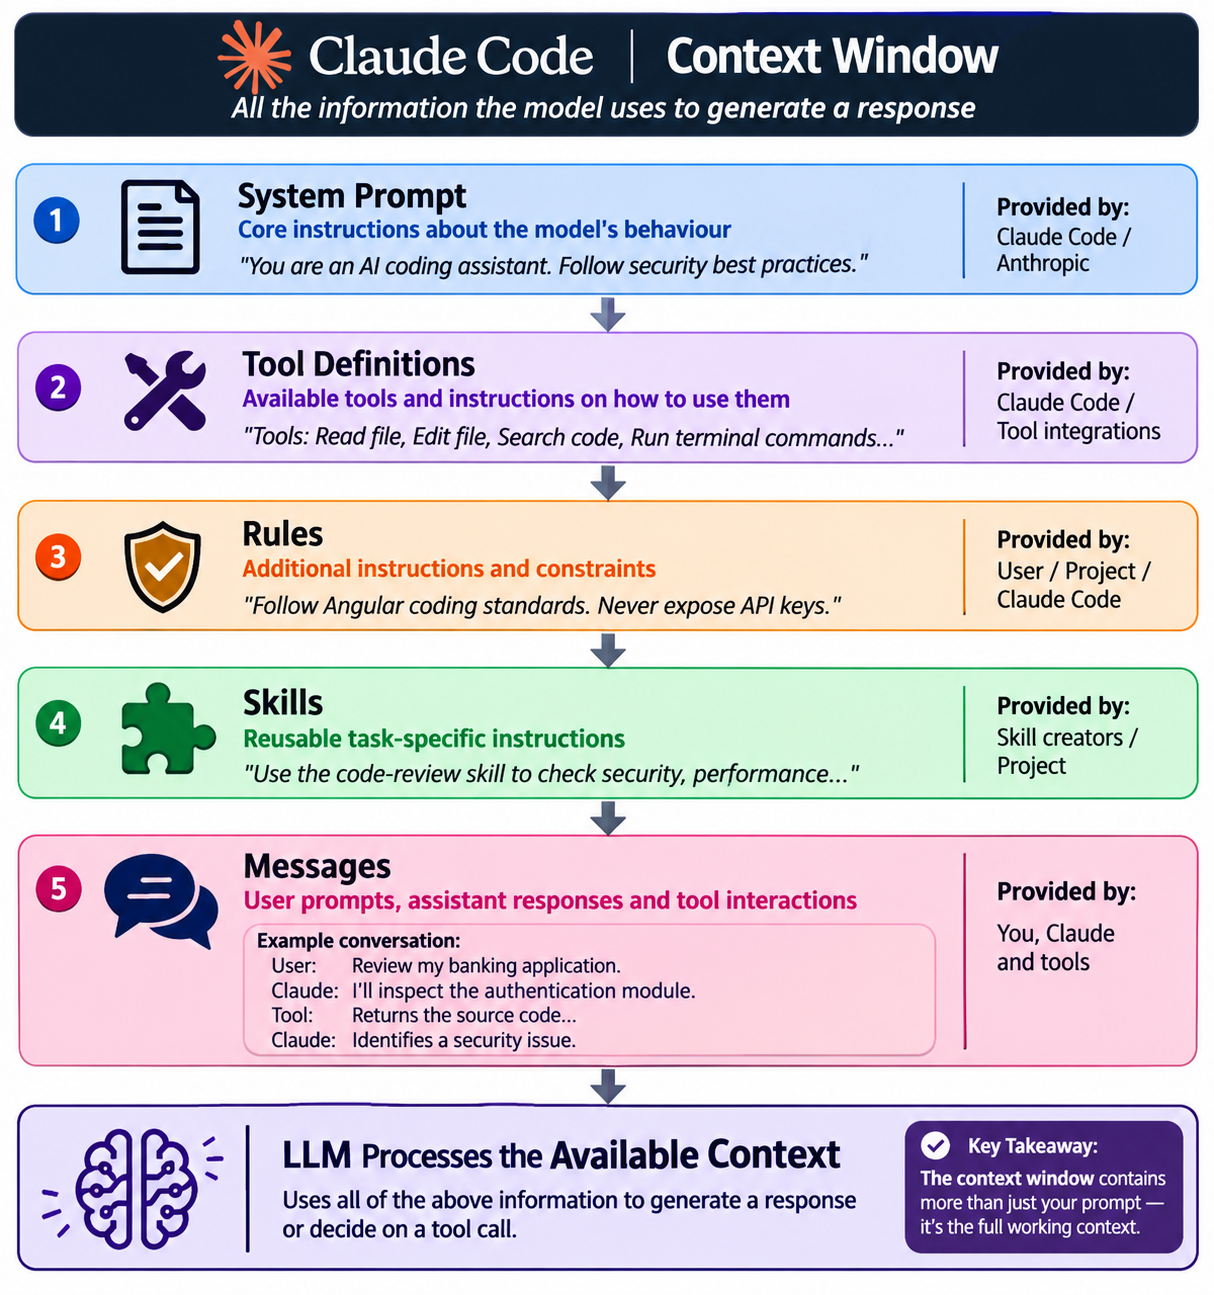 Claude Code | Context Window
All the information the model uses to generate a response
1
System Prompt
Core instructions about the model's behaviour
"You are an AI coding assistant. Follow security best practices."
Provided by:
Claude Code /
Anthropic
2
Tool Definitions
Available tools and instructions on how to use them
"Tools: Read file, Edit file, Search code, Run terminal commands..."
Provided by:
Claude Code /
Tool integrations
3
Rules
Additional instructions and constraints
"Follow Angular coding standards. Never expose API keys."
Provided by:
User / Project /
Claude Code
4
Skills
Reusable task-specific instructions
"Use the code-review skill to check security, performance..."
Provided by:
Skill creators /
Project
5
Messages
User prompts, assistant responses and tool interactions
Example conversation:
User: Review my banking application.
Claude: I'll inspect the authentication module.
Tool: Returns the source code...
Claude: Identifies a security issue.
Provided by:
You, Claude
and tools
LLM Processes the Available Context
Uses all of the above information to generate a response
or decide on a tool call.
Key Takeaway:
The context window contains
more than just your prompt —
it's the full working context.